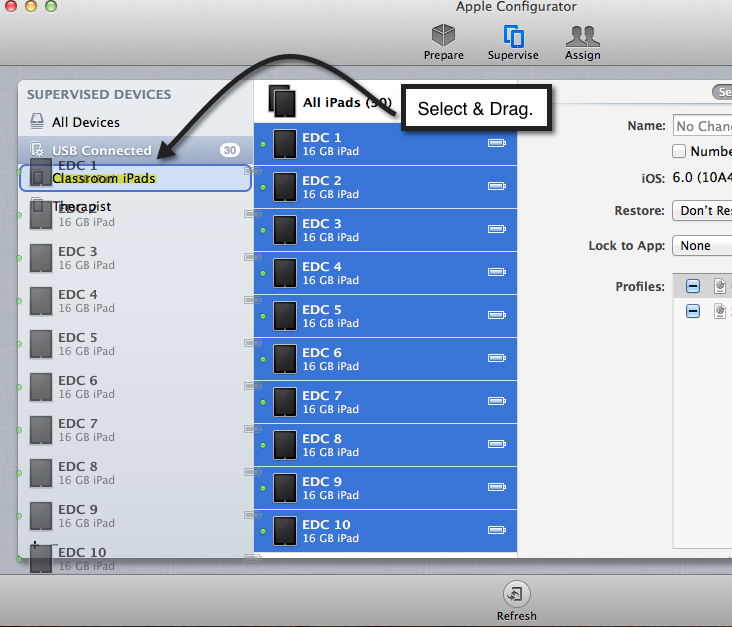 Apple Configurator
Prepare
Supervise
Assign
SUPERVISED DEVICES
All Devices
USB Connected
30
EDC 1
Classroom iPads
Therapist
EDC 2
16 GB iPad
EDC 3
16 GB iPad
EDC 4
16 GB iPad
EDC 5
16 GB iPad
EDC 6
16 GB iPad
EDC 7
16 GB iPad
EDC 8
16 GB iPad
EDC 9
16 GB iPad
EDC 10
16 GB iPad
All iPads (30)
Select & Drag.
EDC 1
16 GB iPad
EDC 2
16 GB iPad
EDC 3
16 GB iPad
EDC 4
16 GB iPad
EDC 5
16 GB iPad
EDC 6
16 GB iPad
EDC 7
16 GB iPad
EDC 8
16 GB iPad
EDC 9
16 GB iPad
EDC 10
16 GB iPad
Se
Name: No Chan
Numbe
iOS: 6.0 (10A4
Restore: Don't Res
Lock to App: None
Profiles:
Refresh